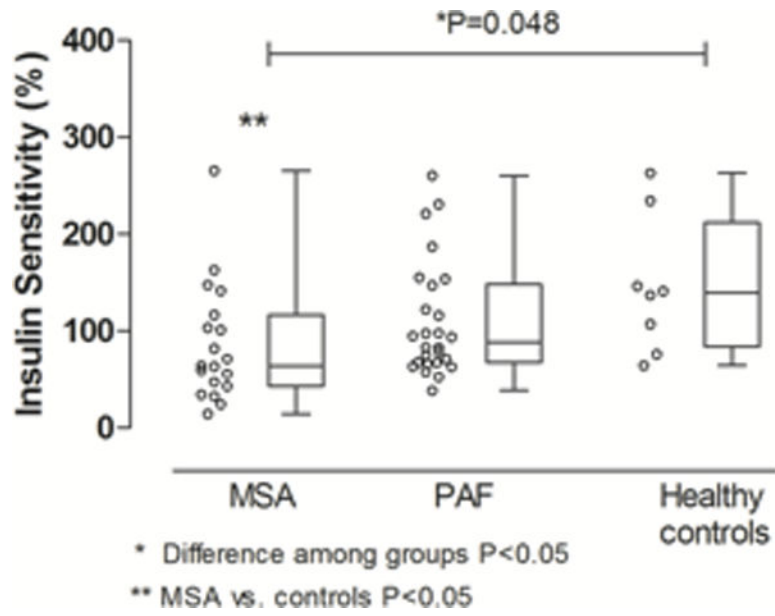 *P=0.048
Insulin Sensitivity (%)
400
300
200
100
0
**
MSA
PAF
Healthy
controls
* Difference among groups P<0.05
** MSA vs. controls P<0.05